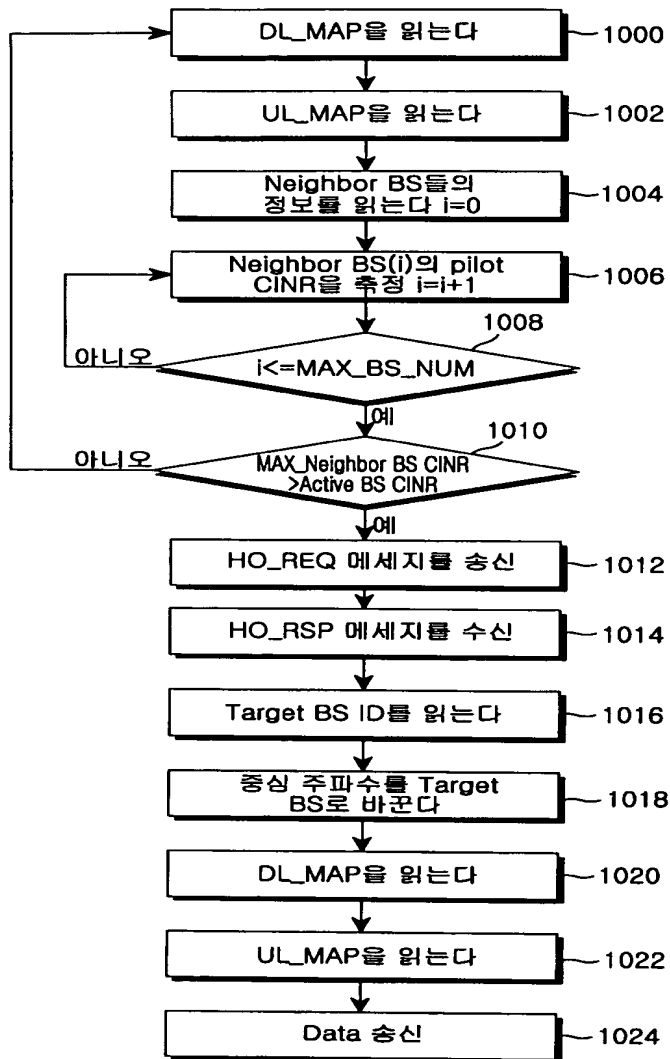 DL_MAP을 읽는다
1000
UL_MAP을 읽는다
1002
Neighbor BS들의
정보를 읽는다 i=0
1004
Neighbor BS(i)의 pilot
CINR을 측정 i=i+1
1006
1008
i<=MAX_BS_NUM
아니오
예
1010
MAX_Neighbor BS CINR
>Active BS CINR
아니오
예
HO_REQ 메세지를 송신
1012
HO_RSP 메세지를 수신
1014
Target BS ID를 읽는다
1016
중심 주파수를 Target
BS로 바꾼다
1018
DL_MAP을 읽는다
1020
UL_MAP을 읽는다
1022
Data 송신
1024